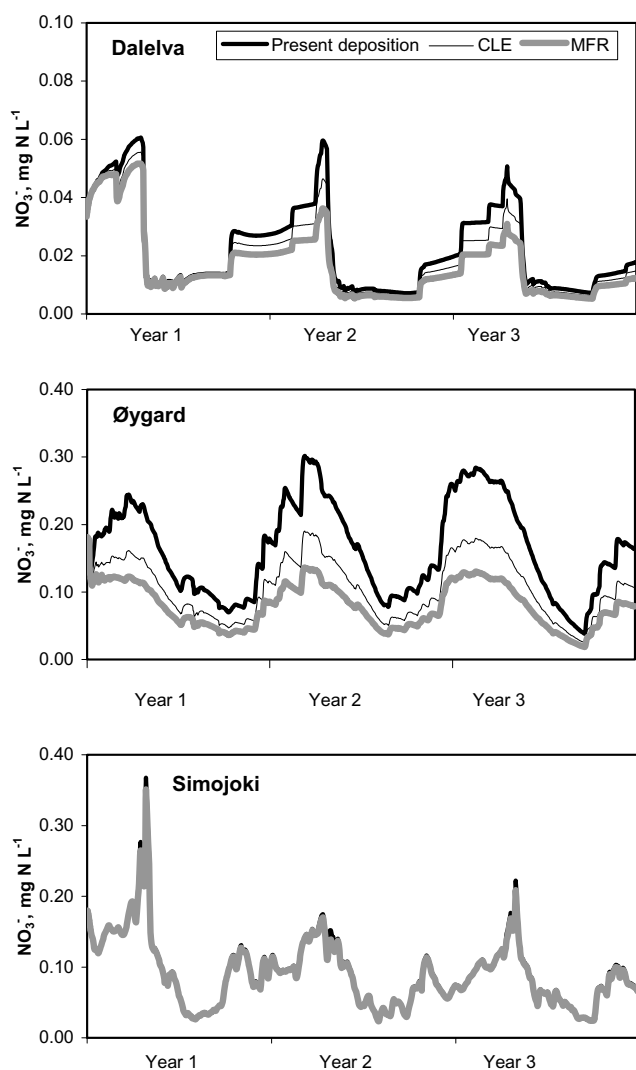 0.10
Dalelva
Present deposition CLE MFR
0.08
0.06
0.04
0.02
0.00
NO₃⁻, mg N L⁻¹
Year 1 Year 2 Year 3
0.40
Øygard
0.30
0.20
0.10
0.00
NO₃⁻, mg N L⁻¹
Year 1 Year 2 Year 3
0.40
Simojoki
0.30
0.20
0.10
0.00
NO₃⁻, mg N L⁻¹
Year 1 Year 2 Year 3